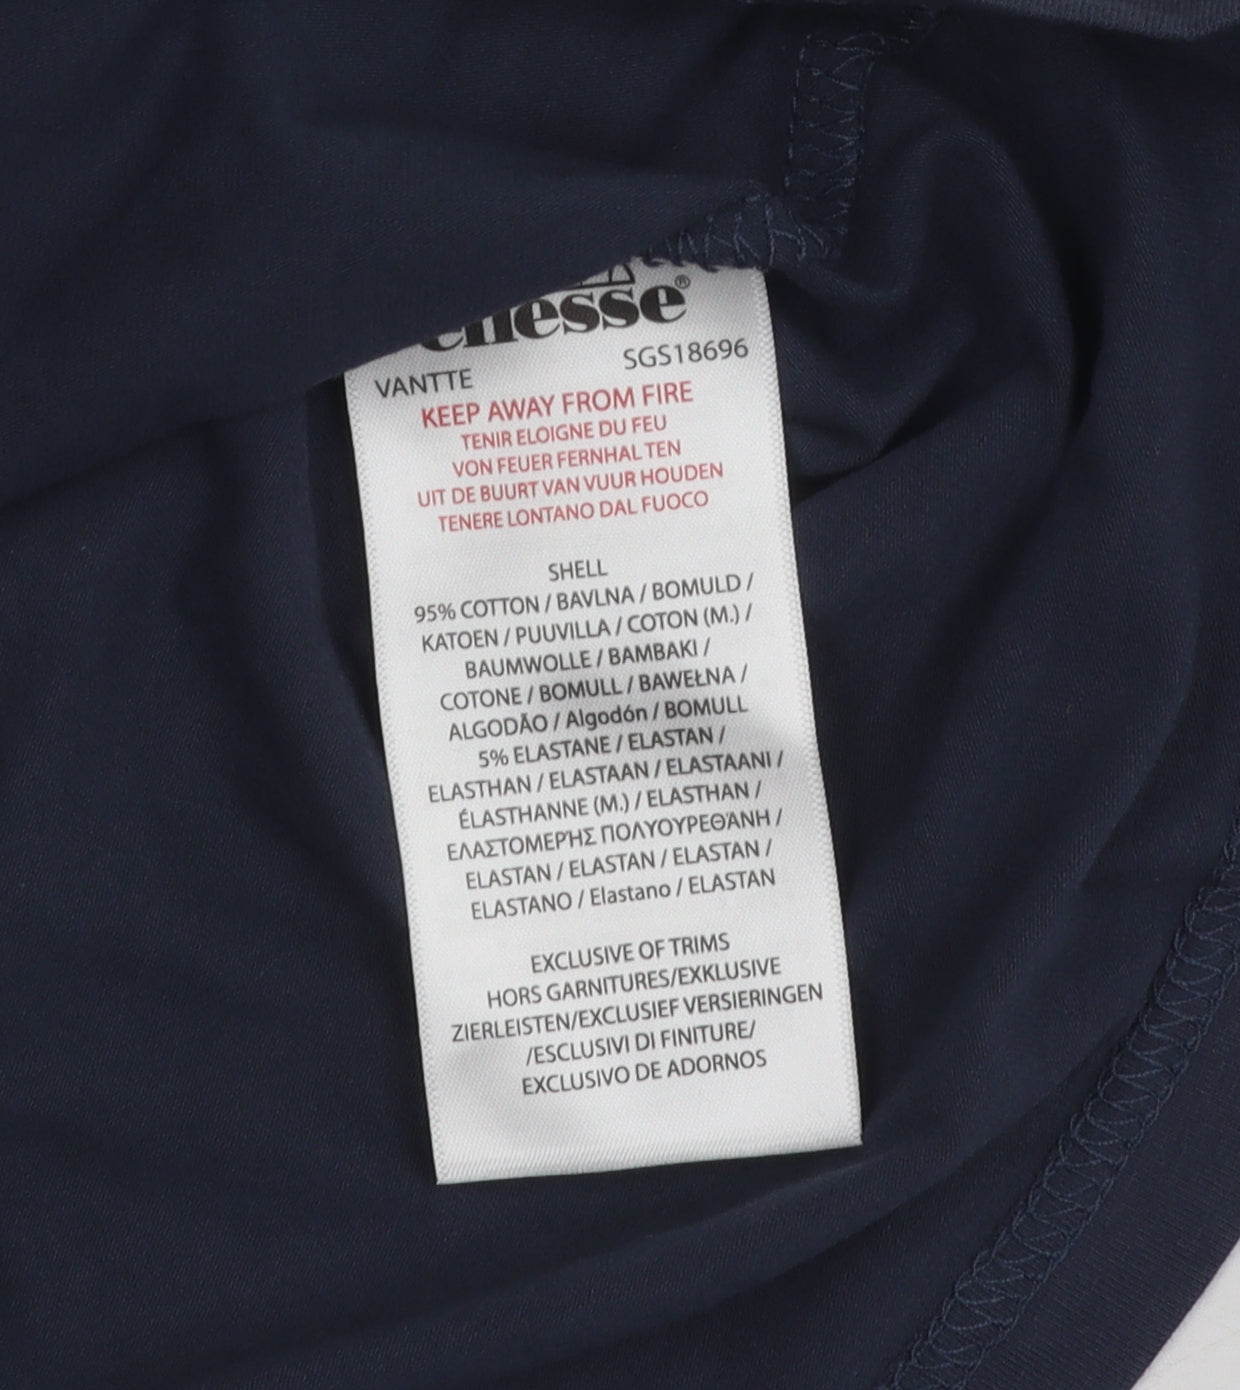 ellesse®
VANTTE SGS18696
KEEP AWAY FROM FIRE
TENIR ELOIGNE DU FEU
VON FEUER FERNHAL TEN
UIT DE BUURT VAN VUUR HOUDEN
TENERE LONTANO DAL FUOCO
SHELL
95% COTTON / BAVLNA / BOMULD /
KATOEN / PUUVILLA / COTON (M.) /
BAUMWOLLE / BAMBAKI /
COTONE / BOMULL / BAWEŁNA /
ALGODÃO / Algodón / BOMULL
5% ELASTANE / ELASTAN /
ELASTHAN / ELASTAAN / ELASTAANI /
ÉLASTHANNE (M.) / ELASTHAN /
ΕΛΑΣΤΟΜΕΡΉΣ ΠΟΛΥΟΥΡΕΘΆΝΗ /
ELASTAN / ELASTAN / ELASTAN /
ELASTANO / Elastano / ELASTAN
EXCLUSIVE OF TRIMS
HORS GARNITURES/EXKLUSIVE
ZIERLEISTEN/EXCLUSIEF VERSIERINGEN
/ESCLUSIVI DI FINITURE/
EXCLUSIVO DE ADORNOS